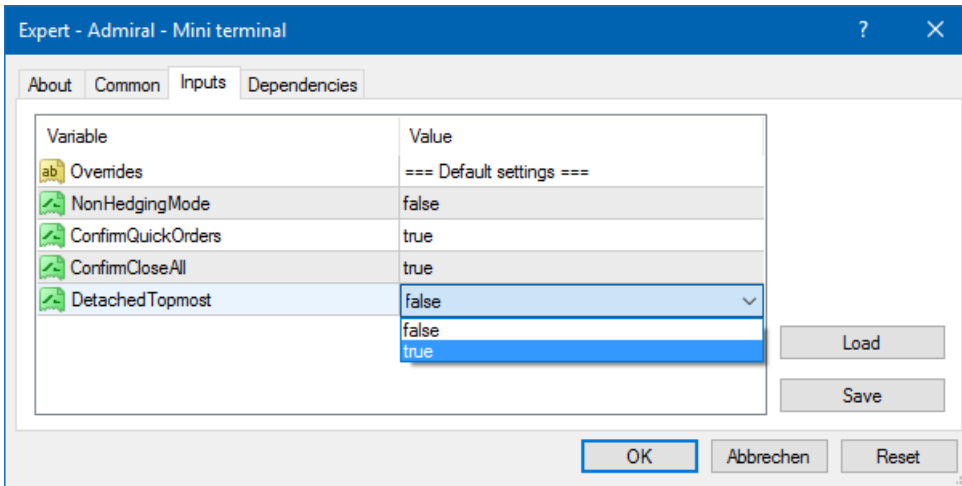 Expert - Admiral - Mini terminal ? ×
About Common Inputs Dependencies
Variable Value
ab Overrides === Default settings ===
NonHedgingMode false
ConfirmQuickOrders true
ConfirmCloseAll true
DetachedTopmost false
false
true
Load
Save
OK Abbrechen Reset